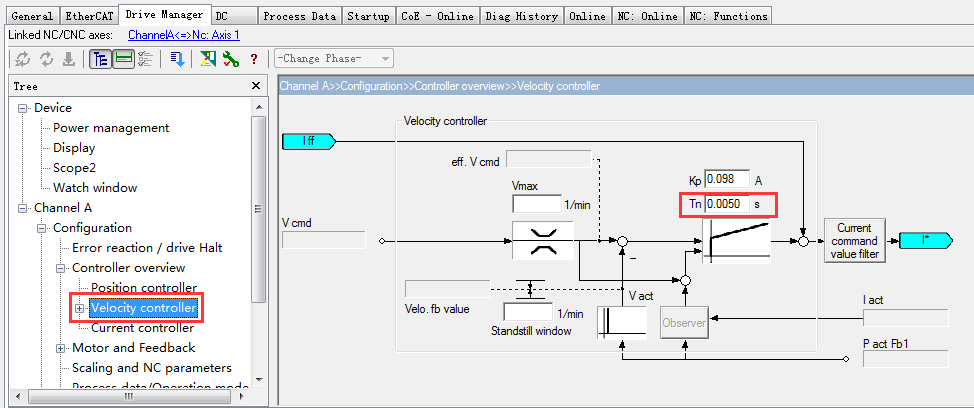 General EtherCAT Drive Manager DC Process Data Startup CoE - Online Diag History Online NC: Online NC: Functions
Linked NC/CNC axes: ChannelA<=>Nc: Axis 1
-Change Phase-
Tree
Device
Power management
Display
Scope2
Watch window
Channel A
Configuration
Error reaction / drive Halt
Controller overview
Position controller
Velocity controller
Current controller
Motor and Feedback
Scaling and NC parameters
Process data/Operation mode
Channel A>>Configuration>>Controller overview>>Velocity controller
Velocity controller
I ff
eff. V cmd
Kp 0.098 A
Vmax
Tn 0.0050 s
1/min
V cmd
Current command value filter
I*
_
V act
Velo. fb value
1/min
Standstill window
Observer
I act
P act Fb1